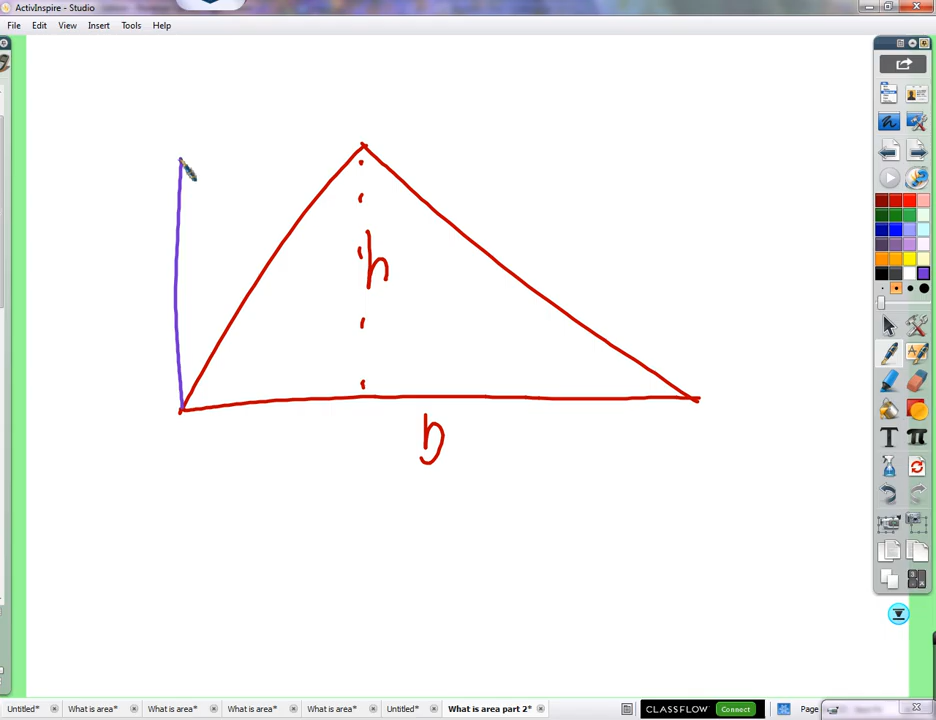 ActivInspire - Studio
File Edit View Insert Tools Help
h
b
Untitled* What is area* What is area* What is area* What is area* Untitled* What is area part 2* CLASSFLOW Connect Page